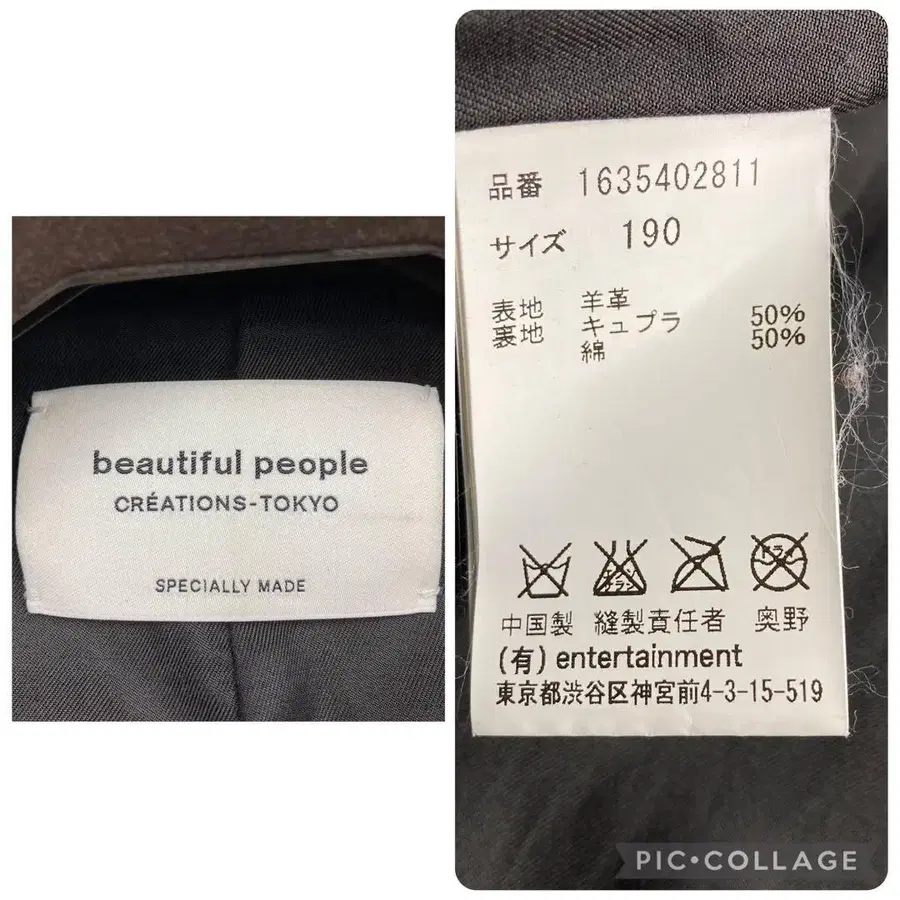 beautiful people
CRÉATIONS-TOKYO
SPECIALLY MADE
品番 1635402811
サイズ 190
表地 羊革
裏地 キュプラ 50%
綿 50%
中国製 縫製責任者 奥野
(有) entertainment
東京都渋谷区神宮前4-3-15-519
PIC•COLLAGE